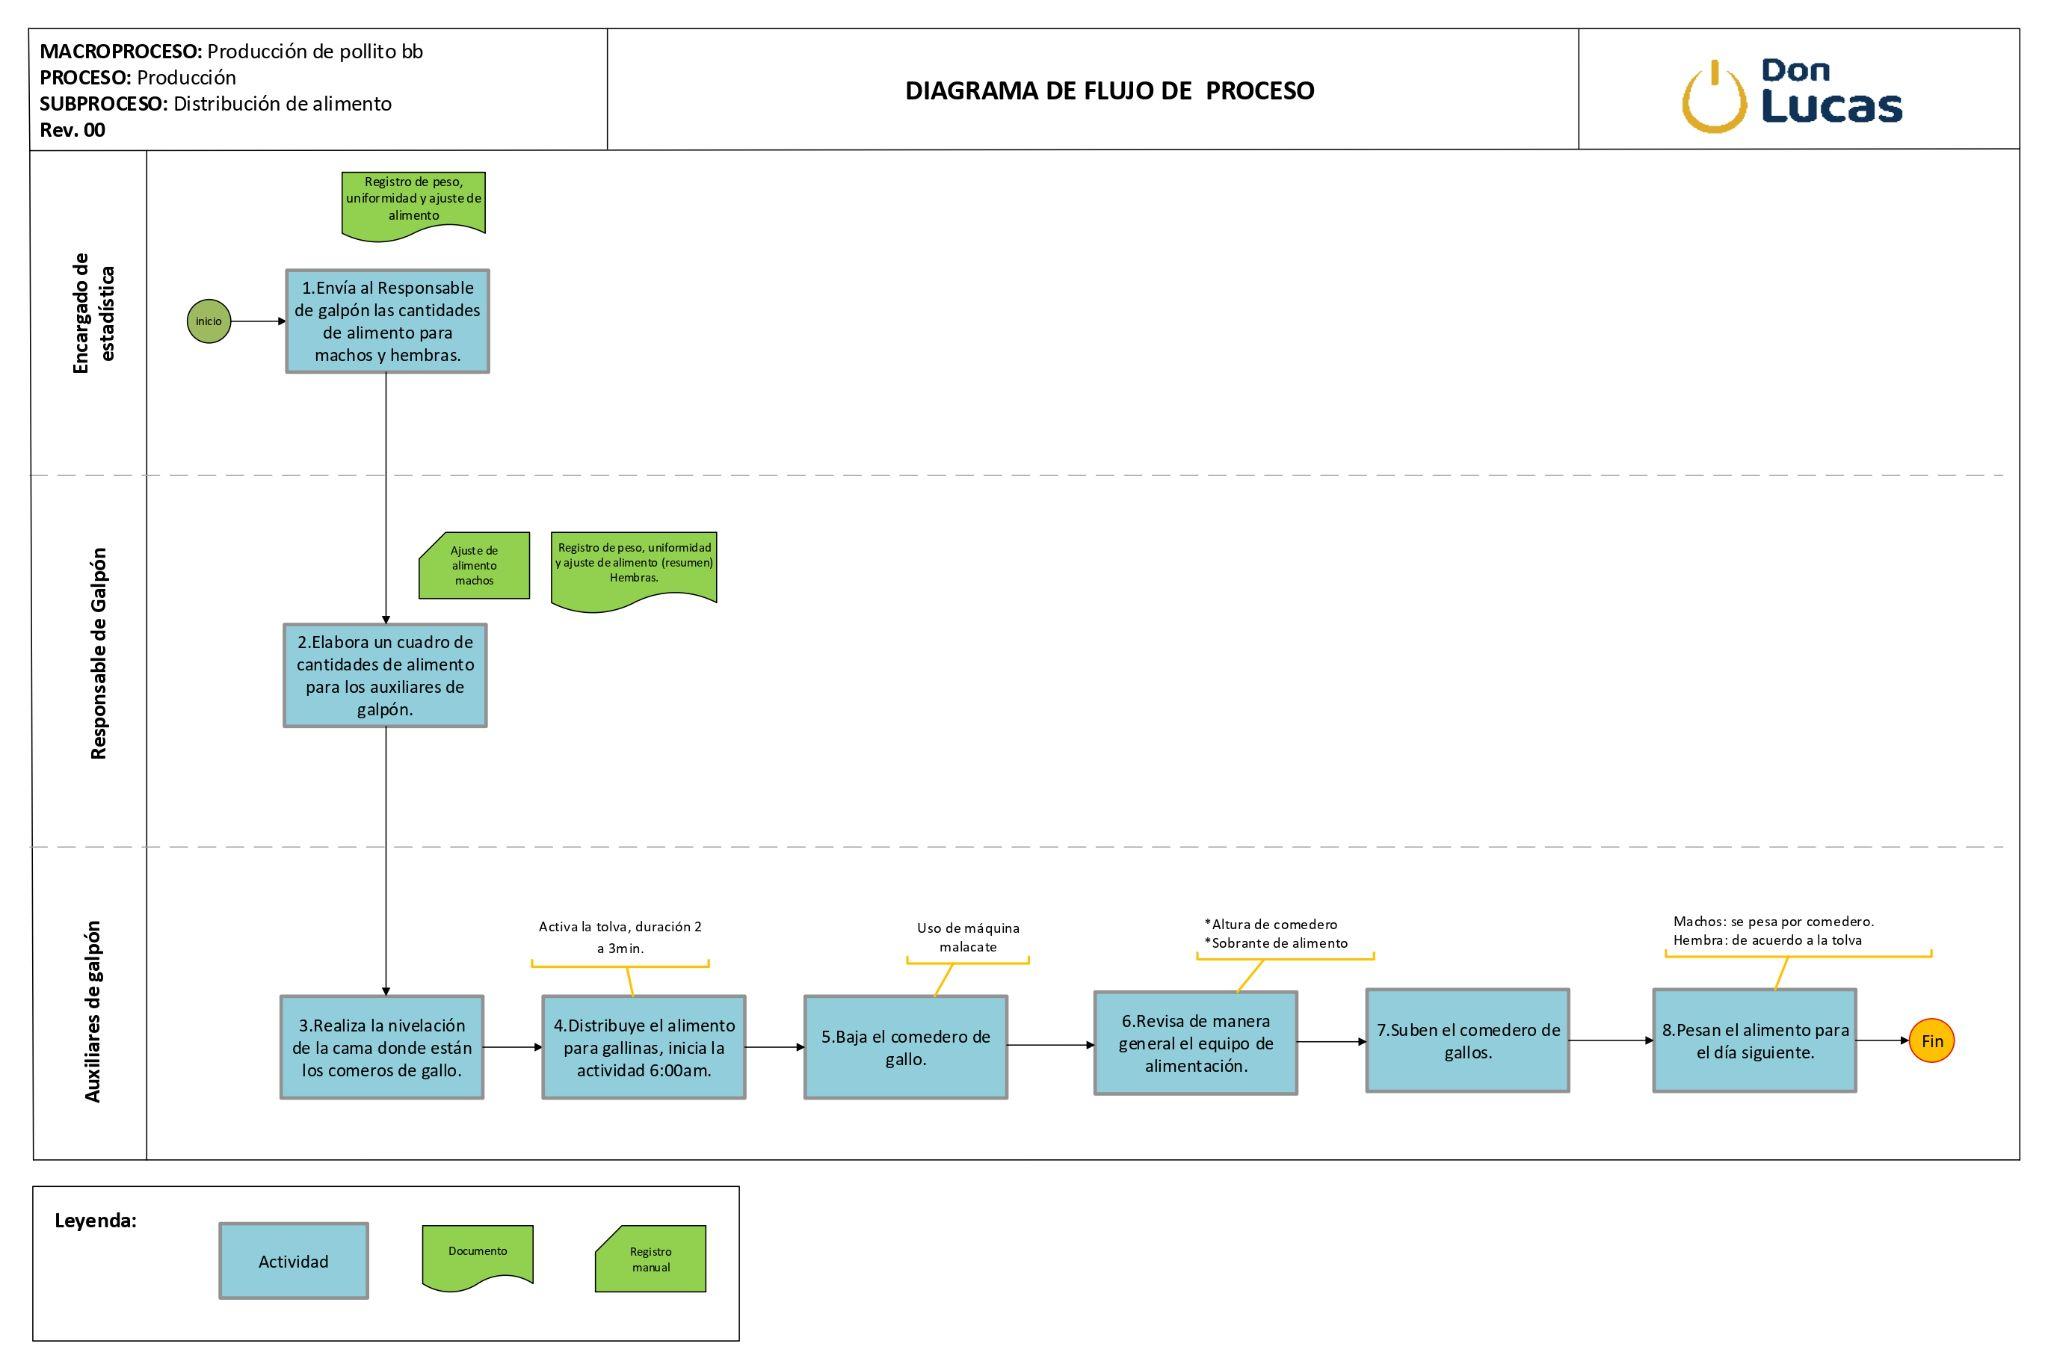 MACROPROCESO: Producción de pollito bb
PROCESO: Producción
SUBPROCESO: Distribución de alimento
Rev. 00
DIAGRAMA DE FLUJO DE PROCESO
Don
Lucas
Encargado de
estadística
Registro de peso,
uniformidad y ajuste de
alimento
inicio
1.Envía al Responsable
de galpón las cantidades
de alimento para
machos y hembras.
Responsable de Galpón
Ajuste de
alimento
machos
Registro de peso, uniformidad
y ajuste de alimento (resumen)
Hembras.
2.Elabora un cuadro de
cantidades de alimento
para los auxiliares de
galpón.
Auxiliares de galpón
Activa la tolva, duración 2
a 3min.
Uso de máquina
malacate
*Altura de comedero
*Sobrante de alimento
Machos: se pesa por comedero.
Hembra: de acuerdo a la tolva
3.Realiza la nivelación
de la cama donde están
los comeros de gallo.
4.Distribuye el alimento
para gallinas, inicia la
actividad 6:00am.
5.Baja el comedero de
gallo.
6.Revisa de manera
general el equipo de
alimentación.
7.Suben el comedero de
gallos.
8.Pesan el alimento para
el día siguiente.
Fin
Leyenda:
Actividad
Documento
Registro
manual